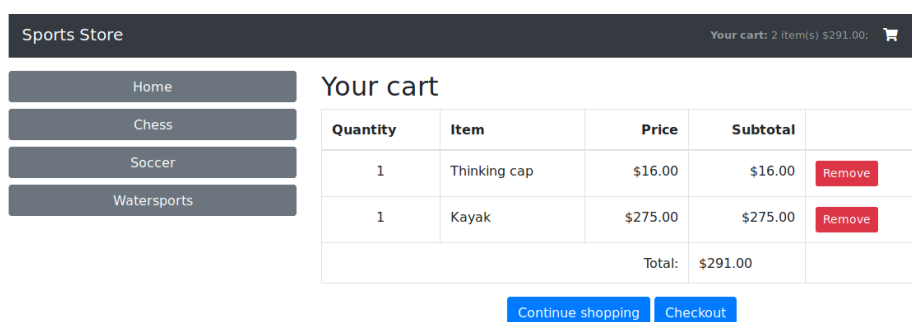 Sports Store
Your cart: 2 item(s) $291.00;
Home
Chess
Soccer
Watersports
Your cart
Quantity Item Price Subtotal
1 Thinking cap $16.00 $16.00 Remove
1 Kayak $275.00 $275.00 Remove
Total: $291.00
Continue shopping Checkout